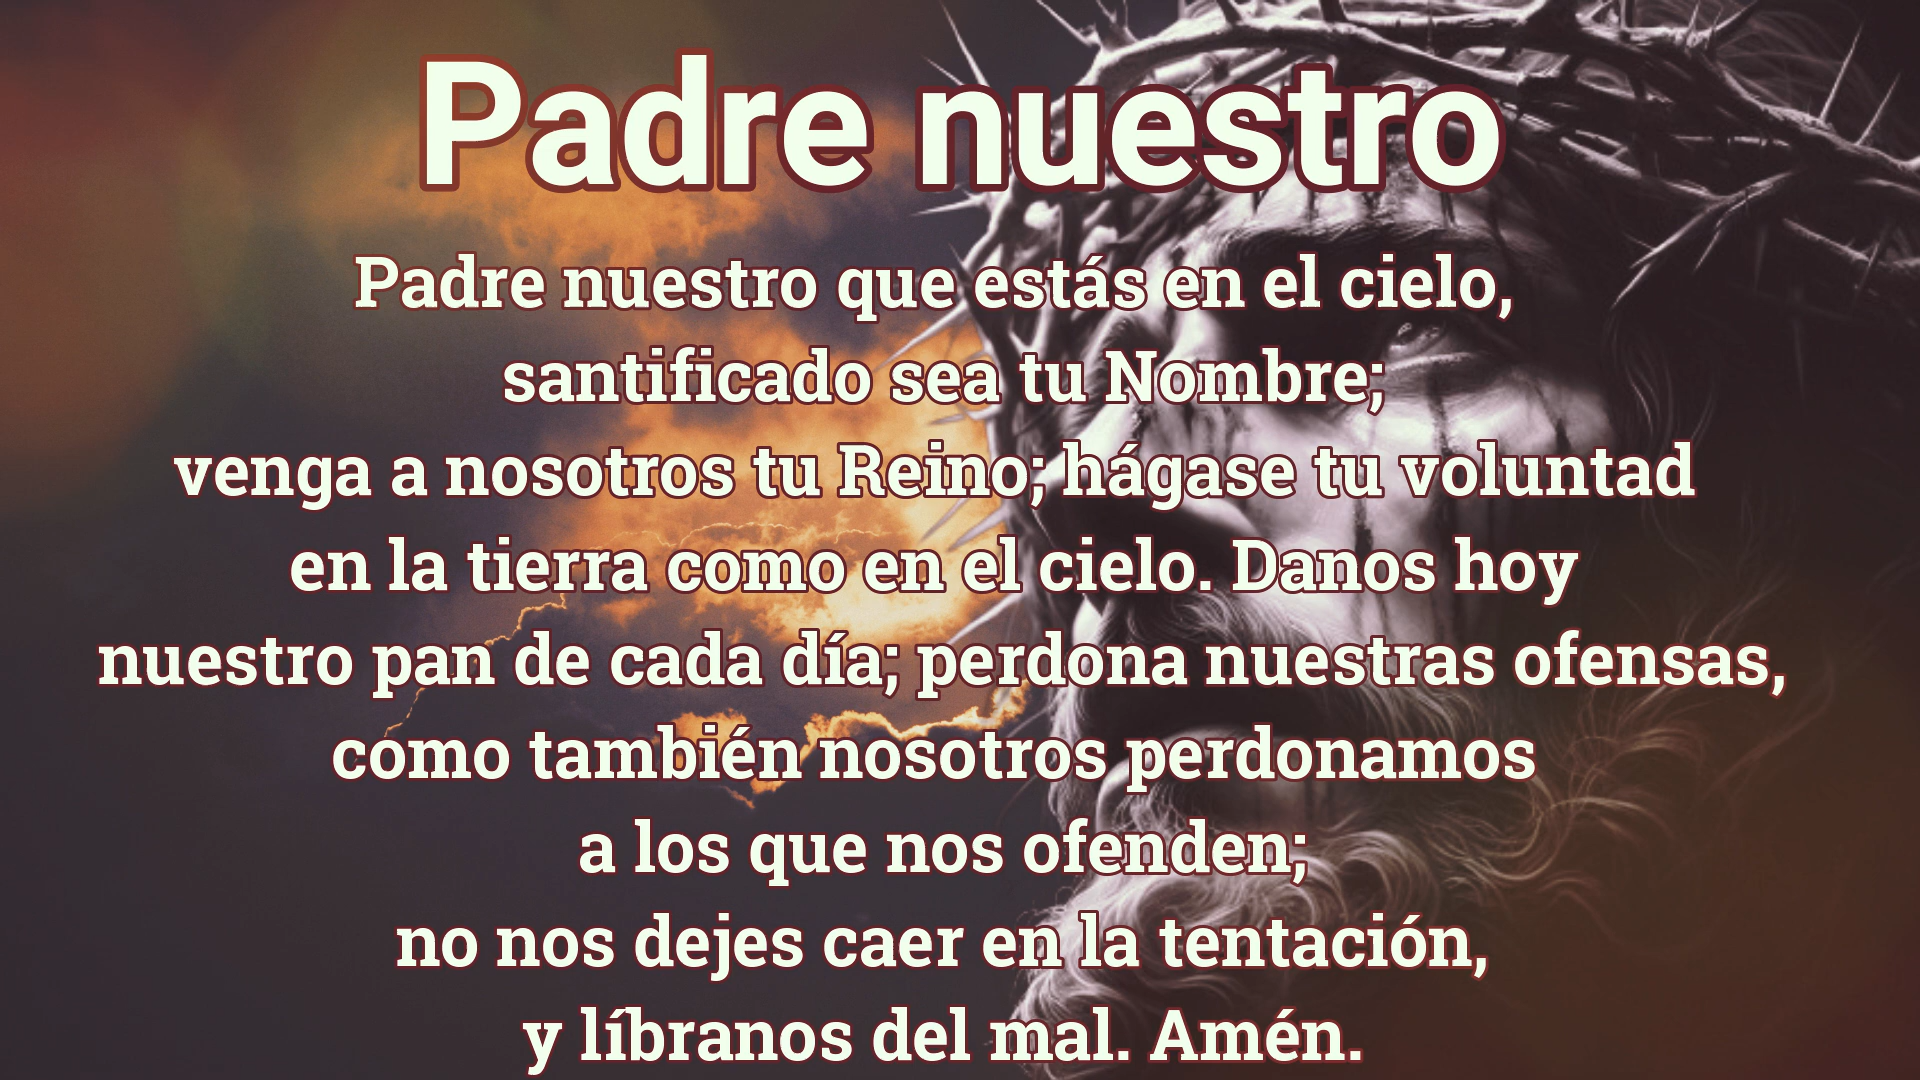 Padre nuestro
Padre nuestro que estás en el cielo,
santificado sea tu Nombre;
venga a nosotros tu Reino; hágase tu voluntad
en la tierra como en el cielo. Danos hoy
nuestro pan de cada día; perdona nuestras ofensas,
como también nosotros perdonamos
a los que nos ofenden;
no nos dejes caer en la tentación,
y líbranos del mal. Amén.